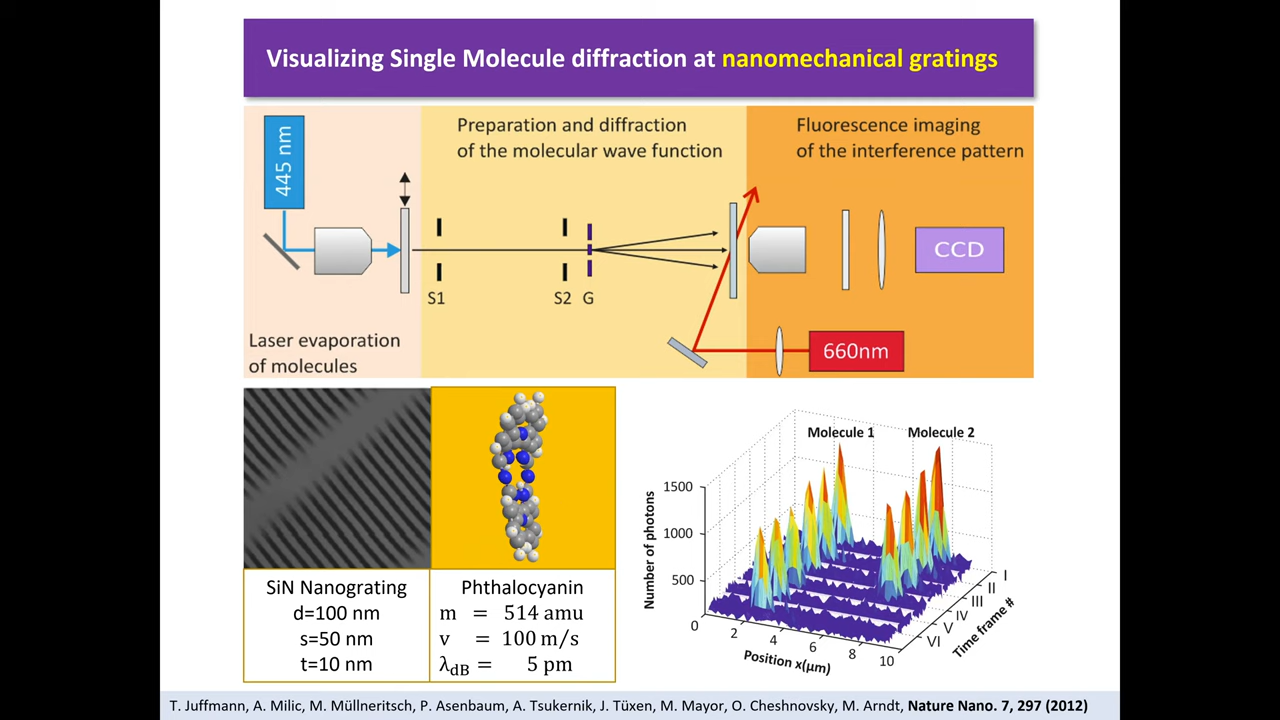 Visualizing Single Molecule diffraction at nanomechanical gratings
445 nm
Preparation and diffraction
of the molecular wave function
Fluorescence imaging
of the interference pattern
S1
S2
G
CCD
660nm
Laser evaporation
of molecules
SiN Nanograting
d=100 nm
s=50 nm
t=10 nm
Phthalocyanin
m = 514 amu
v = 100 m/s
λdB = 5 pm
Molecule 1
Molecule 2
Number of photons
1500
1000
500
0
2
4
6
8
10
Position x(μm)
I
II
III
IV
V
VI
Time frame #
T. Juffmann, A. Milic, M. Müllneritsch, P. Asenbaum, A. Tsukernik, J. Tüxen, M. Mayor, O. Cheshnovsky, M. Arndt, Nature Nano. 7, 297 (2012)